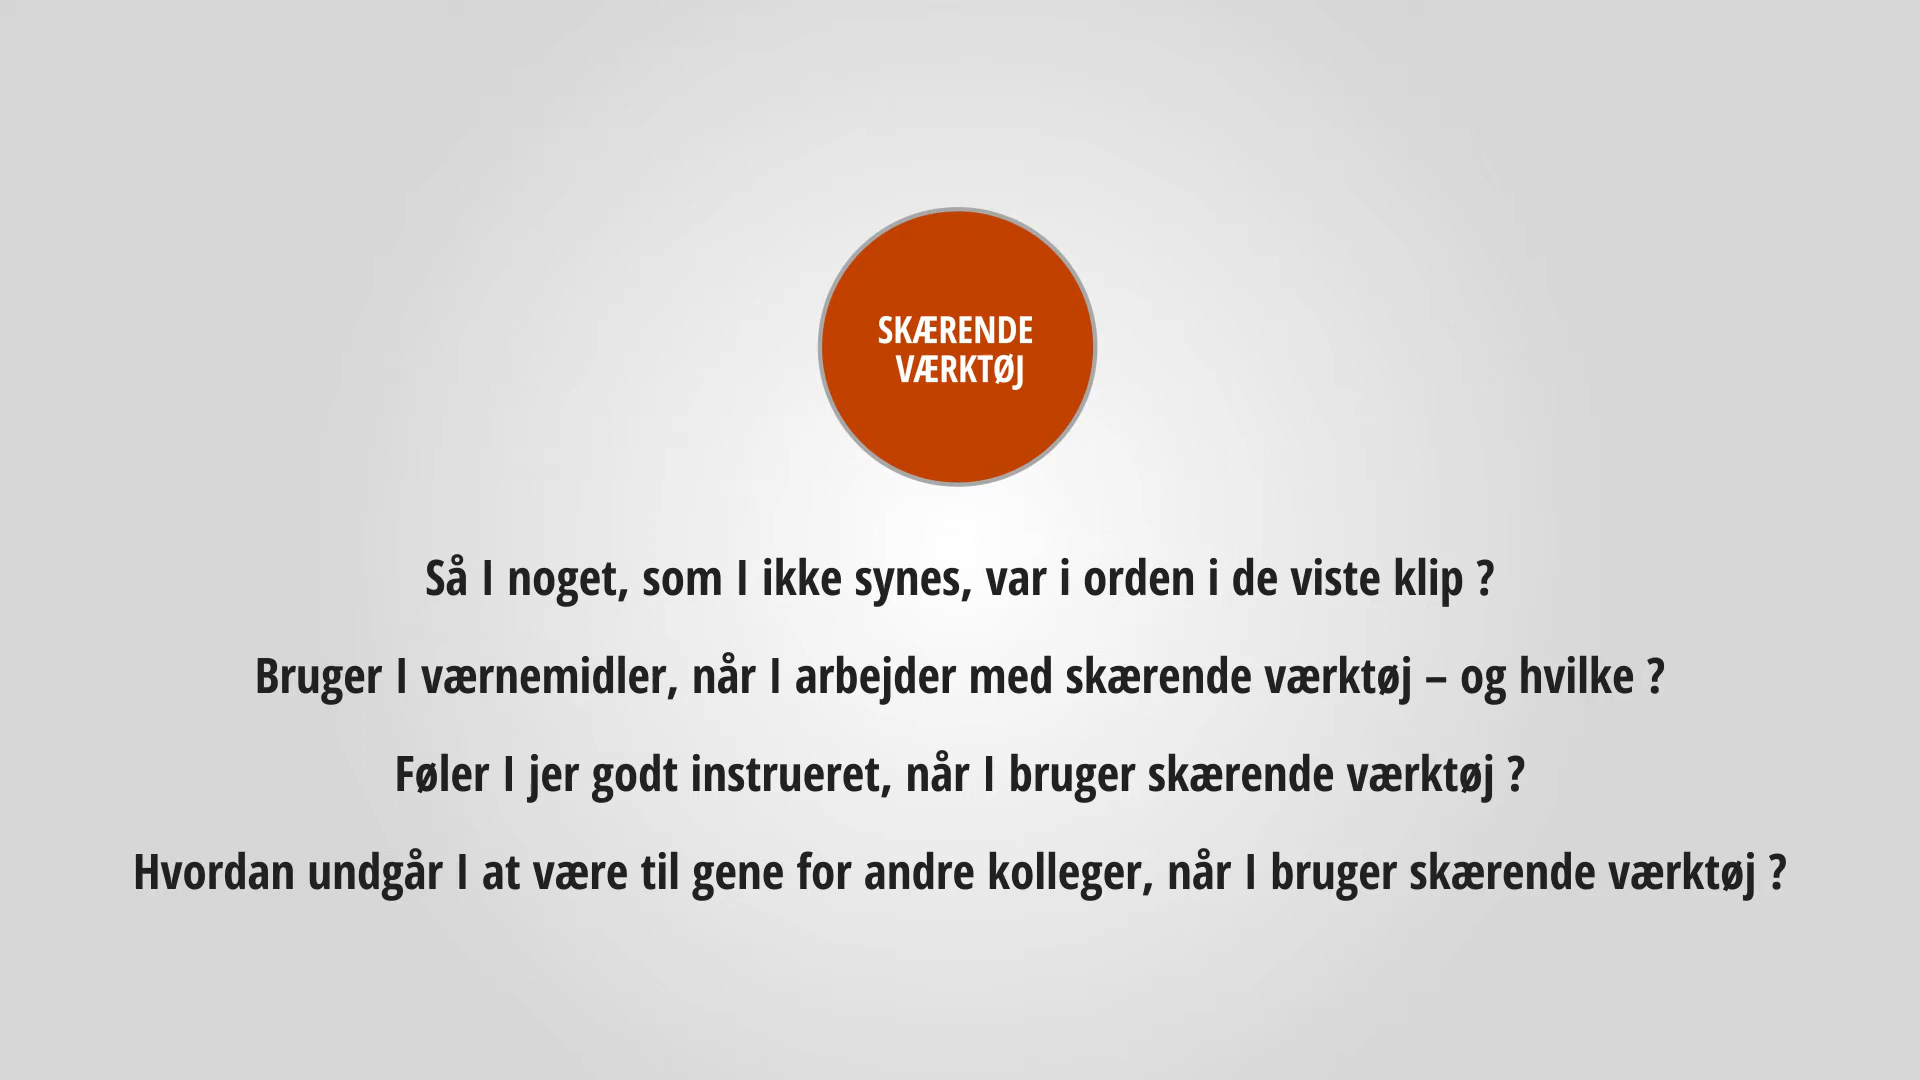 SKÆRENDE
VÆRKTØJ
Så I noget, som I ikke synes, var i orden i de viste klip ?
Bruger I værnemidler, når I arbejder med skærende værktøj – og hvilke ?
Føler I jer godt instrueret, når I bruger skærende værktøj ?
Hvordan undgår I at være til gene for andre kolleger, når I bruger skærende værktøj ?